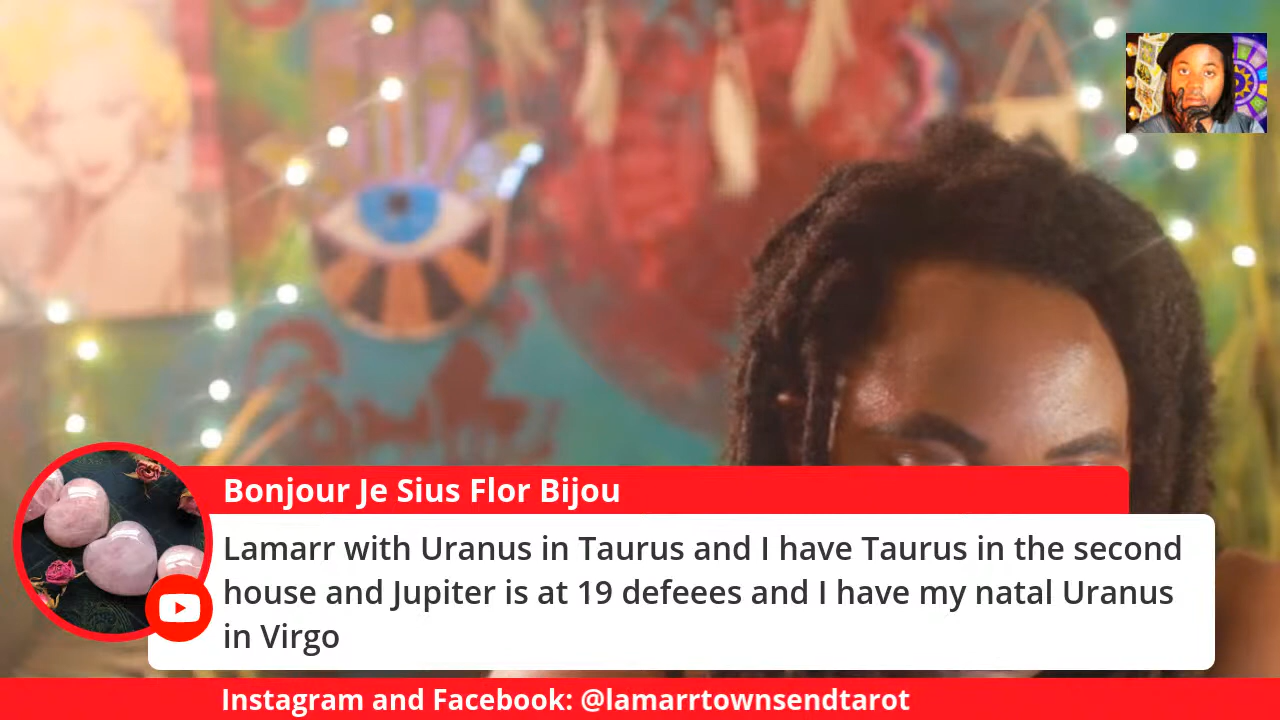 Bonjour Je Sius Flor Bijou
Lamarr with Uranus in Taurus and I have Taurus in the second
house and Jupiter is at 19 defeees and I have my natal Uranus
in Virgo
Instagram and Facebook: @lamarrtownsendtarot